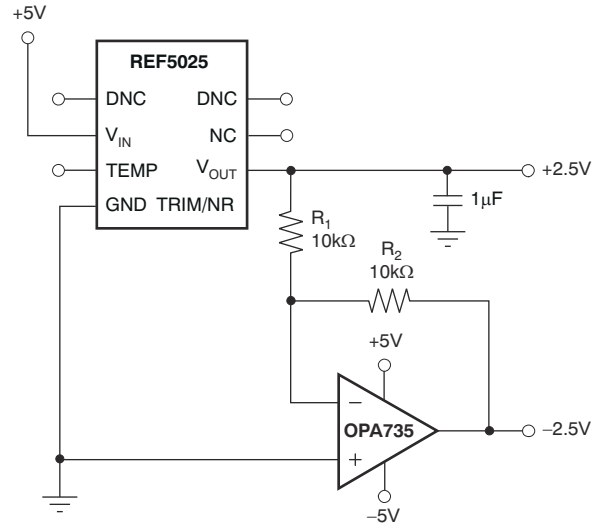 +5V
REF5025
DNC
DNC
V_IN
NC
TEMP
V_OUT
+2.5V
GND
TRIM/NR
1µF
R_1
10kΩ
R_2
10kΩ
+5V
−
OPA735
−2.5V
+
−5V